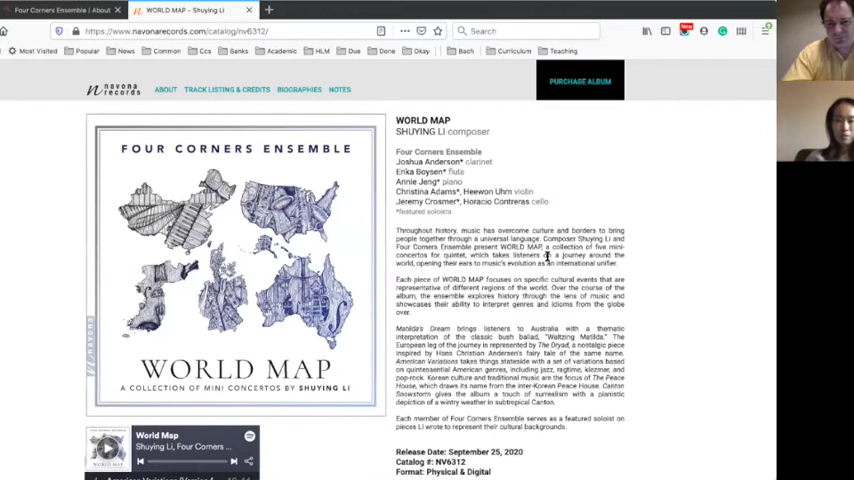 Four Corners Ensemble | About
WORLD MAP - Shuying Li
https://www.navonarecords.com/catalog/nv6312/
Search
New
Most Visited
Popular
News
Common
Ccs
Banks
Academic
HLM
Due
Done
Okay
Bach
Curriculum
Teaching
navona
records
ABOUT
TRACK LISTING & CREDITS
BIOGRAPHIES
NOTES
PURCHASE ALBUM
FOUR CORNERS ENSEMBLE
WORLD MAP
A COLLECTION OF MINI CONCERTOS BY SHUYING LI
navona
WORLD MAP
SHUYING LI composer
Four Corners Ensemble
Joshua Anderson* clarinet
Erika Boysen* flute
Annie Jeng* piano
Christina Adams*, Heewon Uhm violin
Jeremy Crosmer*, Horacio Contreras cello
*featured soloists
Throughout history, music has overcome culture and borders to bring
people together through a universal language. Composer Shuying Li and
Four Corners Ensemble present WORLD MAP, a collection of five mini-
concertos for quintet, which takes listeners on a journey around the
world, opening their ears to music's evolution as an international unifier.
Each piece of WORLD MAP focuses on specific cultural events that are
representative of different regions of the world. Over the course of the
album, the ensemble explores history through the lens of music and
showcases their ability to interpret genres and idioms from the globe
over.
Matilda's Dream brings listeners to Australia with a thematic
interpretation of the classic bush ballad, "Waltzing Matilda." The
European leg of the journey is represented by The Dryad, a nostalgic piece
inspired by Hans Christian Andersen's fairy tale of the same name.
American Variations takes things stateside with a set of variations based
on quintessential American genres, including jazz, ragtime, klezmer, and
pop-rock. Korean culture and traditional music are the focus of The Peace
House, which draws its name from the inter-Korean Peace House. Canton
Snowstorm gives the album a touch of surrealism with a pianistic
depiction of a wintry weather in subtropical Canton.
Each member of Four Corners Ensemble serves as a featured soloist on
pieces Li wrote to represent their cultural backgrounds.
Release Date: September 25, 2020
Catalog #: NV6312
Format: Physical & Digital
World Map
Shuying Li, Four Corners ...